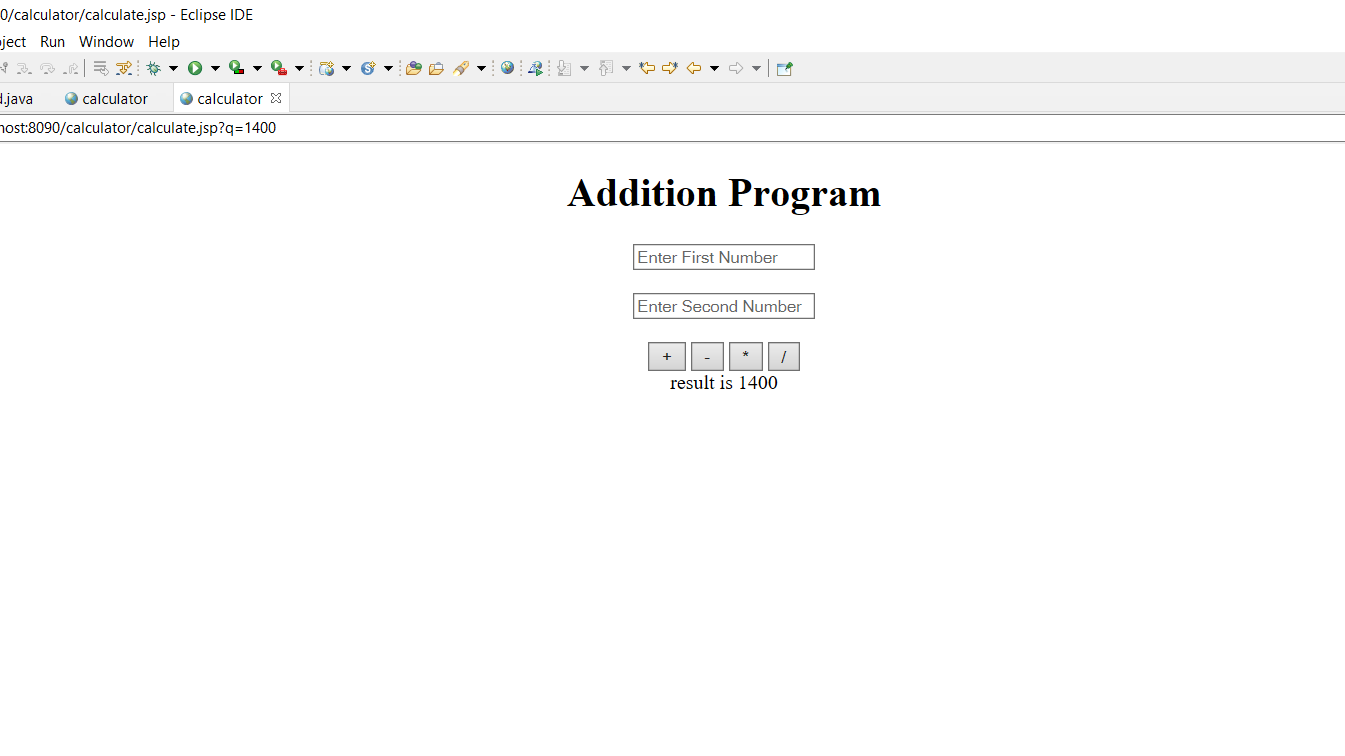 0/calculator/calculate.jsp - Eclipse IDE
ject Run Window Help
d.java calculator calculator
host:8090/calculator/calculate.jsp?q=1400
Addition Program
Enter First Number
Enter Second Number
+ - * /
result is 1400